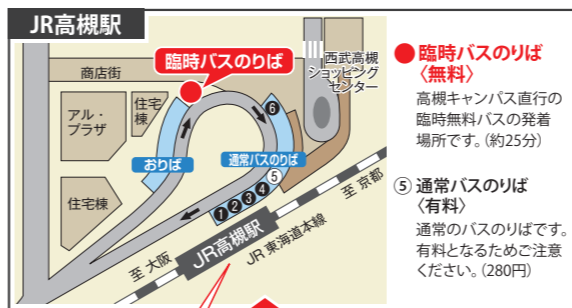 JR高槻駅
臨時バスのりば
商店街
西武高槻
ショッピング
センター
アル・
プラザ
住宅
棟
⑥
おりば
通常バスのりば
⑤
④
③
②
①
住宅棟
至 京都
JR 東海道本線
JR高槻駅
至 大阪
●臨時バスのりば
〈無料〉
高槻キャンパス直行の
臨時無料バスの発着
場所です。(約25分)
⑤ 通常バスのりば
〈有料〉
通常のバスのりばです。
有料となるためご注意
ください。(280円)